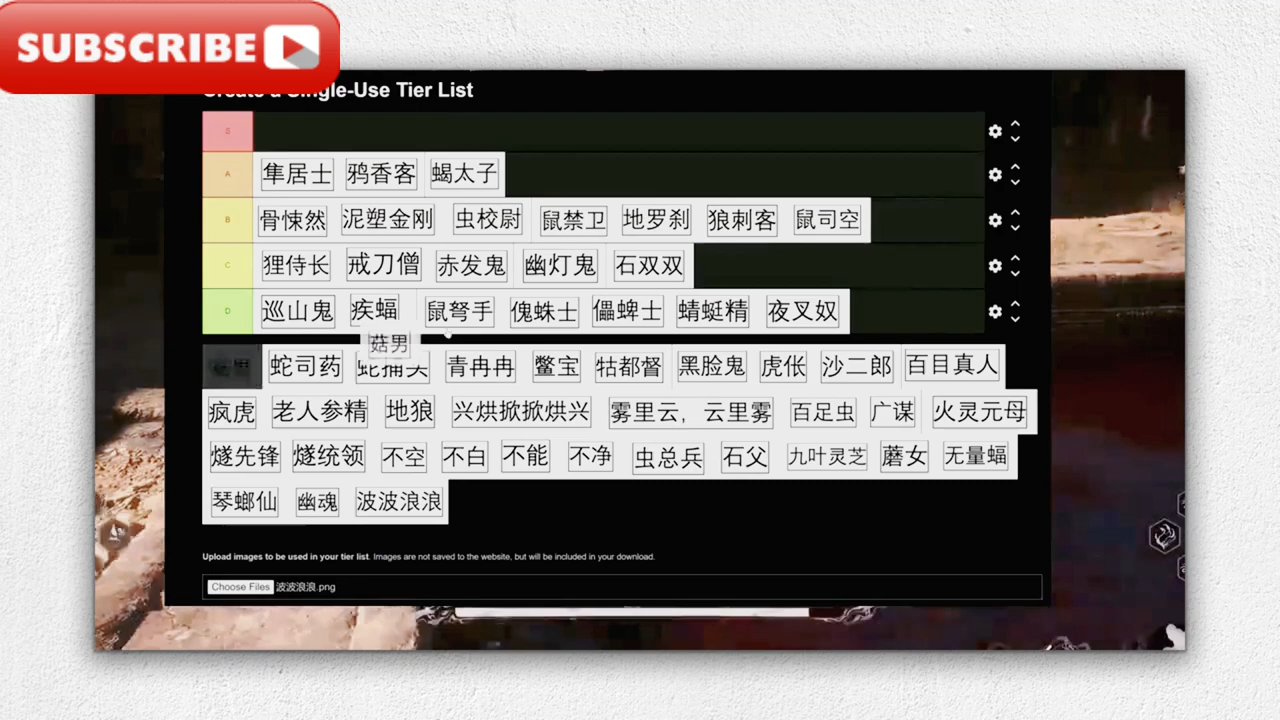 SUBSCRIBE
Create a Single-Use Tier List
S
A 隼居士 鸦香客 蝎太子
B 骨悚然 泥塑金刚 虫校尉 鼠禁卫 地罗刹 狼刺客 鼠司空
C 狸侍长 戒刀僧 赤发鬼 幽灯鬼 石双双
D 巡山鬼 疾蝠 鼠弩手 傀蛛士 儡蜱士 蜻蜓精 夜叉奴
菇男
蛇司药 蛇捕头 青冉冉 鳖宝 牯都督 黑脸鬼 虎伥 沙二郎 百目真人
疯虎 老人参精 地狼 兴烘掀掀烘兴 雾里云，云里雾 百足虫 广谋 火灵元母
燧先锋 燧统领 不空 不白 不能 不净 虫总兵 石父 九叶灵芝 蘑女 无量蝠
琴螂仙 幽魂 波波浪浪
Upload images to be used in your tier list. Images are not saved to the website, but will be included in your download.
Choose Files 波波浪浪.png